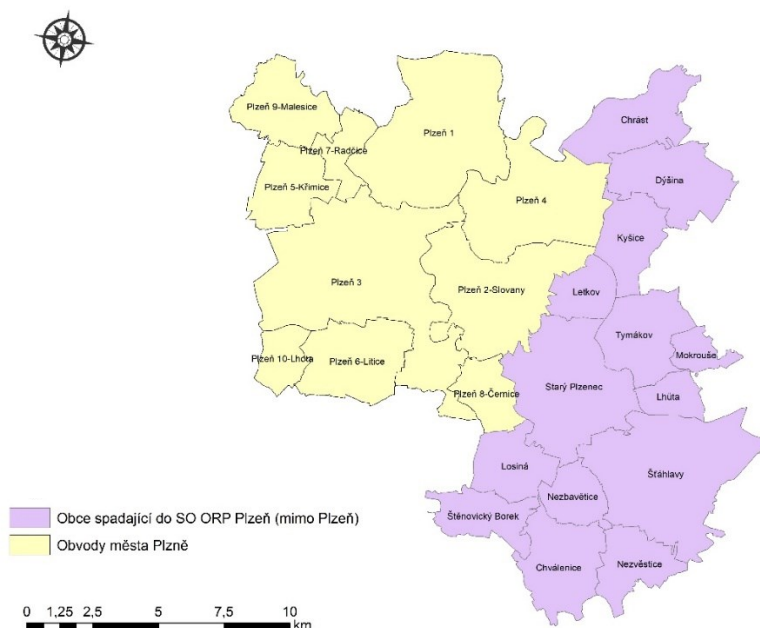 Plzeň 9-Malesice
Plzeň 7-Radčice
Plzeň 1
Chrást
Plzeň 5-Křimice
Dýšina
Plzeň 4
Kyšice
Plzeň 3
Plzeň 2-Slovany
Letkov
Tymákov
Mokrouše
Plzeň 10-Lhota
Plzeň 6-Litice
Starý Plzenec
Plzeň 8-Černice
Lhůta
Losiná
Šťáhlavy
Nezbavětice
Štěnovický Borek
Chválenice
Nezvěstice
Obce spadající do SO ORP Plzeň (mimo Plzeň)
Obvody města Plzně
0 1,25 2,5 5 7,5 10
km